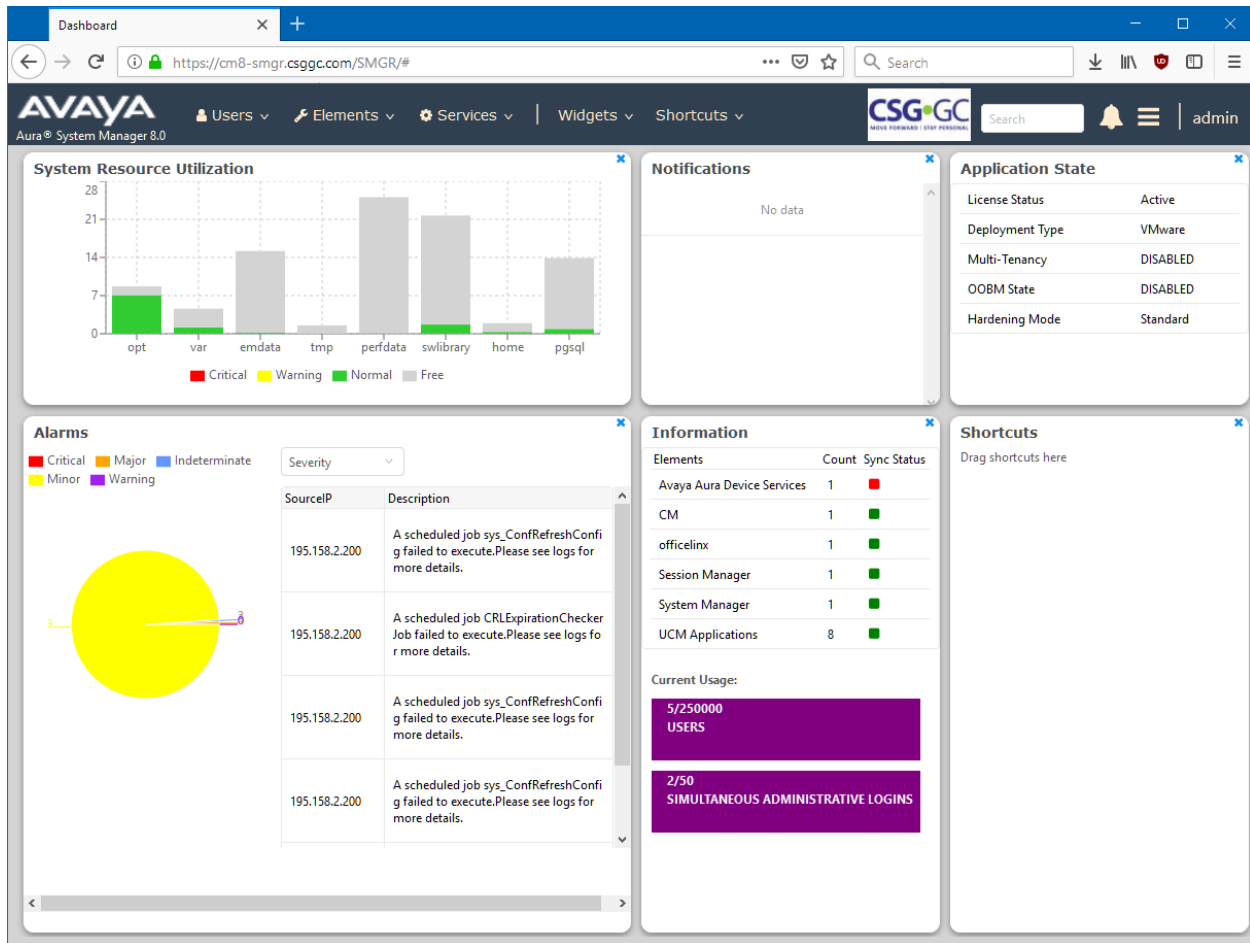 Dashboard
https://cm8-smgr.csggc.com/SMGR/#
Search
AVAYA
Aura® System Manager 8.0
Users
Elements
Services
Widgets
Shortcuts
CSG GC
MOVE FORWARD | STAY PERSONAL
Search
admin
System Resource Utilization
28
21
14
7
0
opt var emdata tmp perfdata swlibrary home pgsql
Critical Warning Normal Free
Notifications
No data
Application State
License Status Active
Deployment Type VMware
Multi-Tenancy DISABLED
OOBM State DISABLED
Hardening Mode Standard
Alarms
Critical Major Indeterminate
Minor Warning
Severity
SourceIP Description
195.158.2.200
A scheduled job sys_ConfRefreshConfi
g failed to execute.Please see logs for
more details.
195.158.2.200
A scheduled job CRLExpirationChecker
Job failed to execute.Please see logs fo
r more details.
195.158.2.200
A scheduled job sys_ConfRefreshConfi
g failed to execute.Please see logs for
more details.
195.158.2.200
A scheduled job sys_ConfRefreshConfi
g failed to execute.Please see logs for
more details.
Information
Elements Count Sync Status
Avaya Aura Device Services 1
CM 1
officelinx 1
Session Manager 1
System Manager 1
UCM Applications 8
Current Usage:
5/250000
USERS
2/50
SIMULTANEOUS ADMINISTRATIVE LOGINS
Shortcuts
Drag shortcuts here